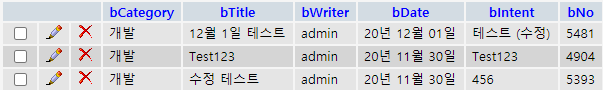 bCategory bTitle bWriter bDate bIntent bNo
개발 12월 1일 테스트 admin 20년 12월 01일 테스트 (수정) 5481
개발 Test123 admin 20년 11월 30일 Test123 4904
개발 수정 테스트 admin 20년 11월 30일 456 5393